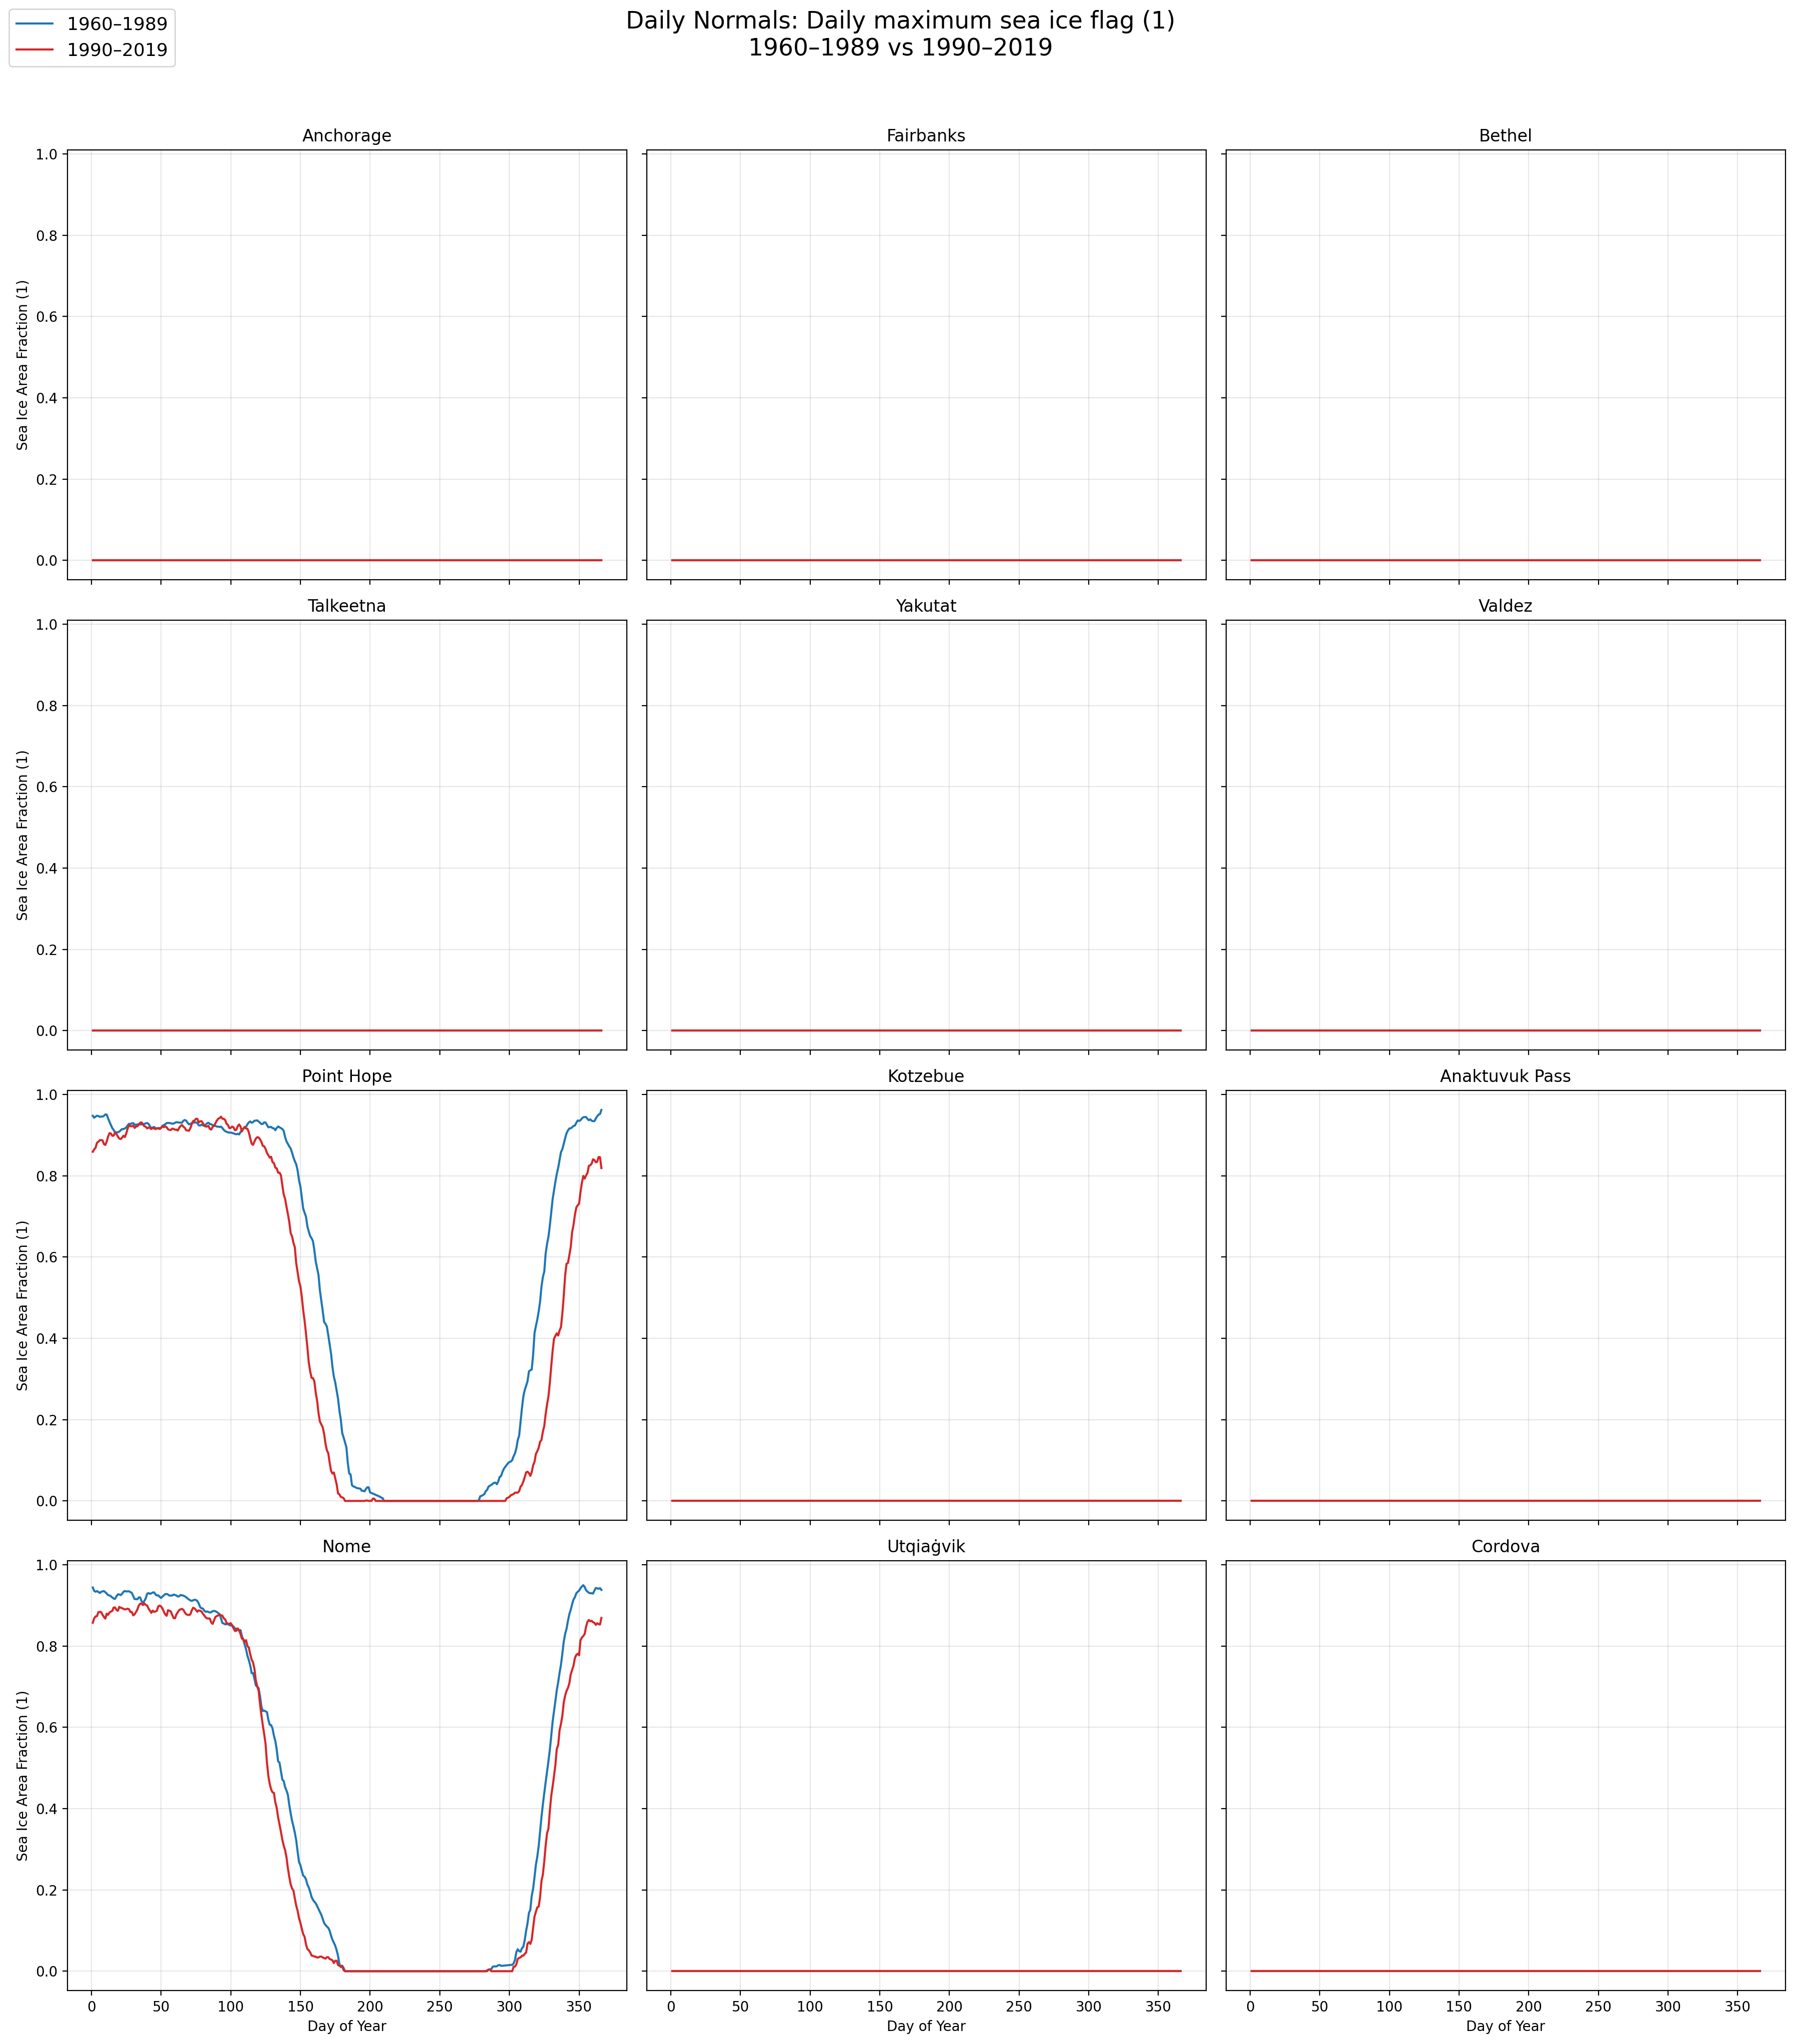 1960–1989
1990–2019
Daily Normals: Daily maximum sea ice flag (1)
1960–1989 vs 1990–2019
Anchorage
Fairbanks
Bethel
1.0
0.8
0.6
0.4
0.2
0.0
Sea Ice Area Fraction (1)
Talkeetna
Yakutat
Valdez
1.0
0.8
0.6
0.4
0.2
0.0
Sea Ice Area Fraction (1)
Point Hope
Kotzebue
Anaktuvuk Pass
1.0
0.8
0.6
0.4
0.2
0.0
Sea Ice Area Fraction (1)
Nome
Utqiaġvik
Cordova
1.0
0.8
0.6
0.4
0.2
0.0
Sea Ice Area Fraction (1)
0 50 100 150 200 250 300 350
0 50 100 150 200 250 300 350
0 50 100 150 200 250 300 350
Day of Year
Day of Year
Day of Year